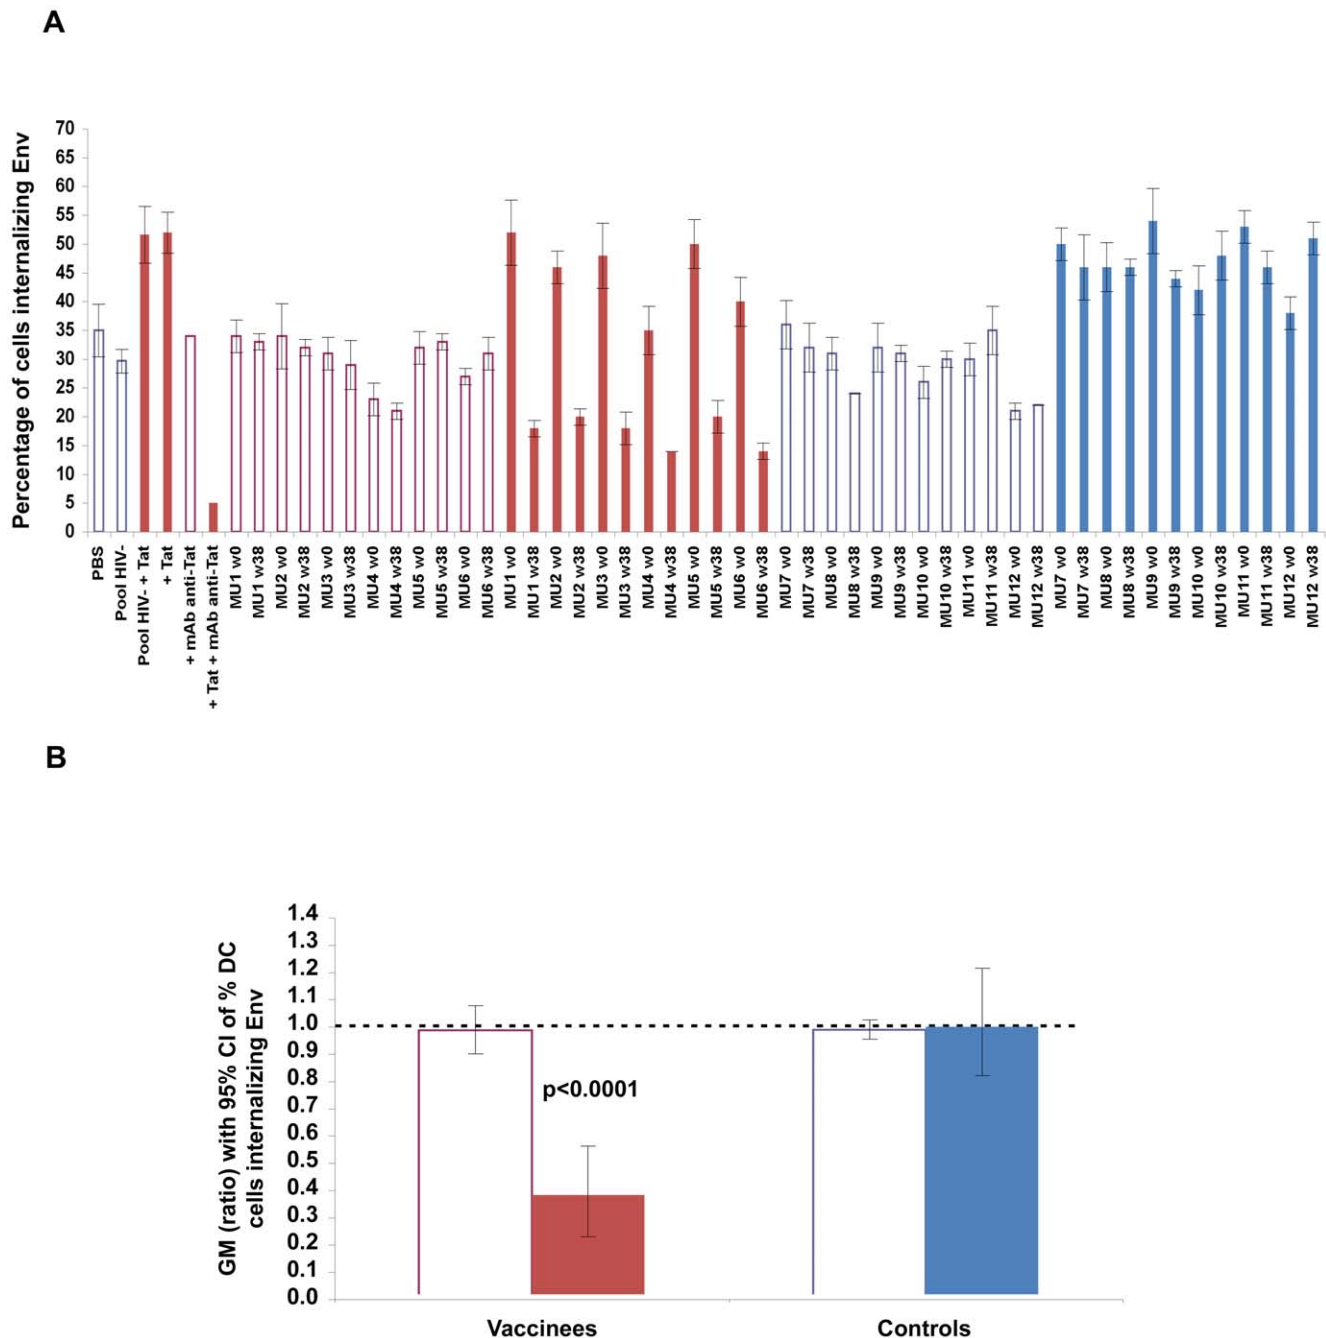 A
Percentage of cells internalizing Env
70
65
60
55
50
45
40
35
30
25
20
15
10
5
0
PBS
Pool HIV-
Pool HIV- + Tat
+ Tat
+ mAb anti-Tat
+ Tat + mAb anti-Tat
MU1 w0
MU1 w38
MU2 w0
MU2 w38
MU3 w0
MU3 w38
MU4 w0
MU4 w38
MU5 w0
MU5 w38
MU6 w0
MU6 w38
MU1 w0
MU1 w38
MU2 w0
MU2 w38
MU3 w0
MU3 w38
MU4 w0
MU4 w38
MU5 w0
MU5 w38
MU6 w0
MU6 w38
MU7 w0
MU7 w38
MU8 w0
MU8 w38
MU9 w0
MU9 w38
MU10 w0
MU10 w38
MU11 w0
MU11 w38
MU12 w0
MU12 w38
MU7 w0
MU7 w38
MU8 w0
MU8 w38
MU9 w0
MU9 w38
MU10 w0
MU10 w38
MU11 w0
MU11 w38
MU12 w0
MU12 w38
B
GM (ratio) with 95% CI of % DC
cells internalizing Env
1.4
1.3
1.2
1.1
1.0
0.9
0.8
0.7
0.6
0.5
0.4
0.3
0.2
0.1
0.0
p<0.0001
Vaccinees
Controls